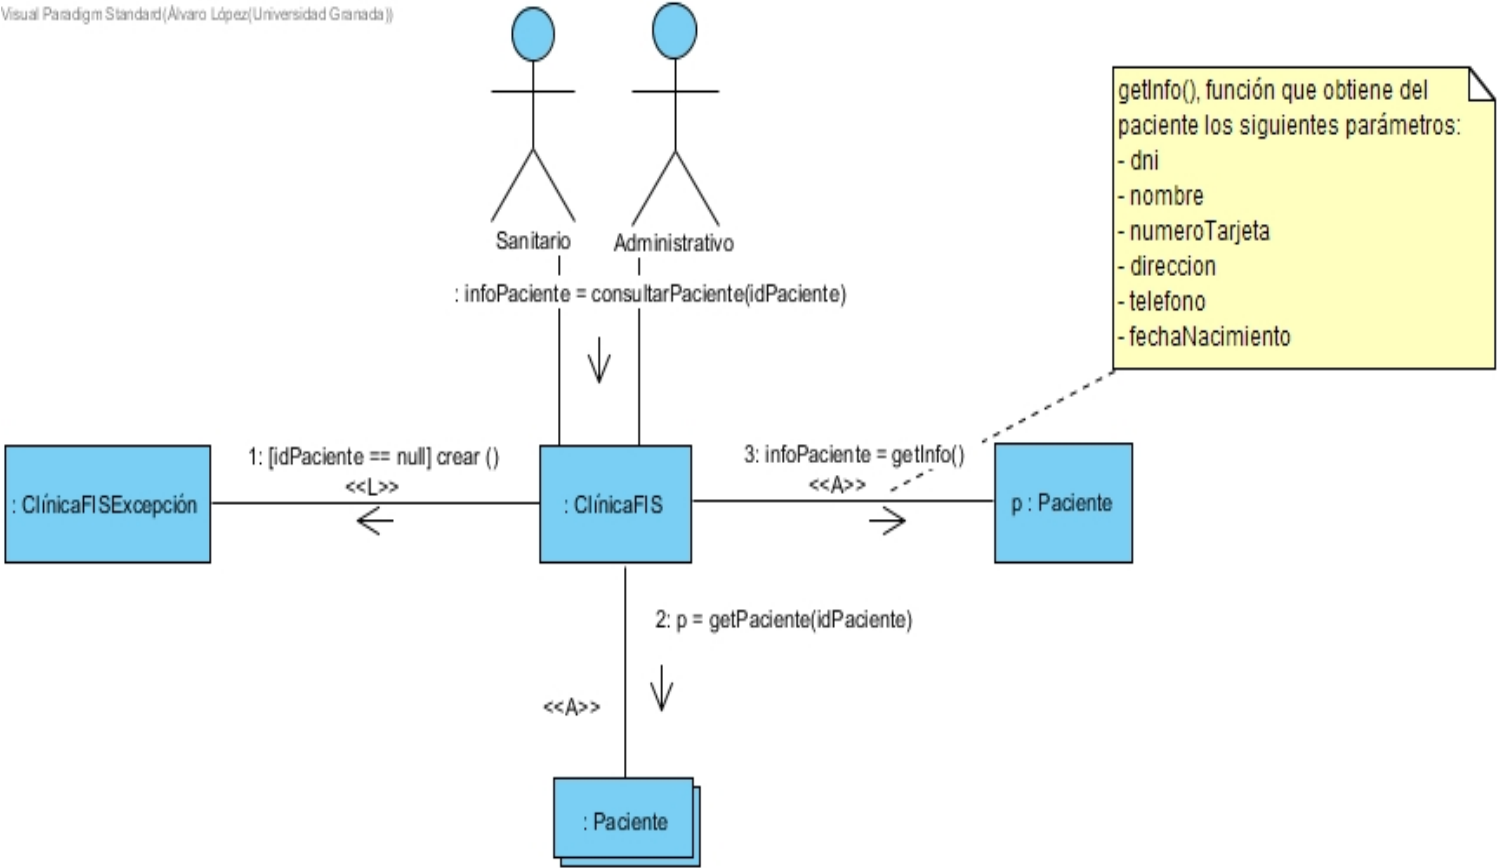 Visual Paradigm Standard(Álvaro López(Universidad Granada))
Sanitario
Administrativo
: infoPaciente = consultarPaciente(idPaciente)
getInfo(), función que obtiene del
paciente los siguientes parámetros:
- dni
- nombre
- numeroTarjeta
- direccion
- telefono
- fechaNacimiento
1: [idPaciente == null] crear ()
<<L>>
3: infoPaciente = getInfo()
<<A>>
: ClínicaFISExcepción
: ClínicaFIS
p : Paciente
2: p = getPaciente(idPaciente)
<<A>>
: Paciente